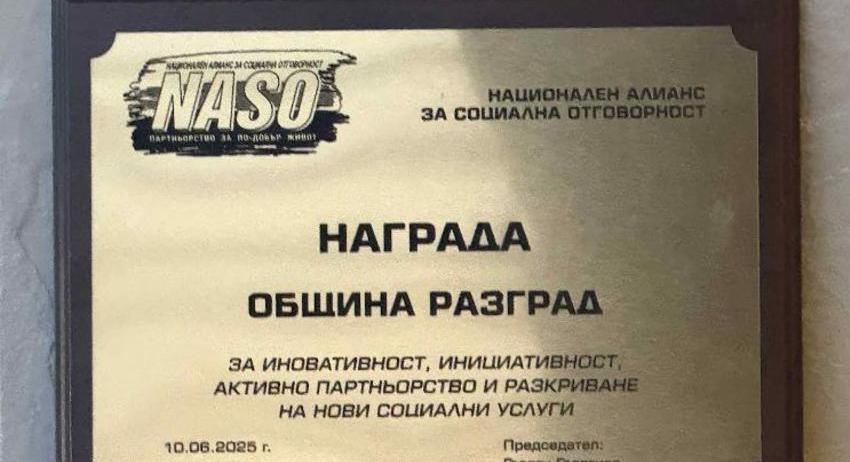 НАЦИОНАЛЕН АЛИАНС ЗА СОЦИАЛНА ОТГОВОРНОСТ
NASO
ПАРТНЬОРСТВО ЗА ПО-ДОБЪР ЖИВОТ
НАЦИОНАЛЕН АЛИАНС
ЗА СОЦИАЛНА ОТГОВОРНОСТ
НАГРАДА
ОБЩИНА РАЗГРАД
ЗА ИНОВАТИВНОСТ, ИНИЦИАТИВНОСТ,
АКТИВНО ПАРТНЬОРСТВО И РАЗКРИВАНЕ
НА НОВИ СОЦИАЛНИ УСЛУГИ
10.06.2025 г.
Председател: